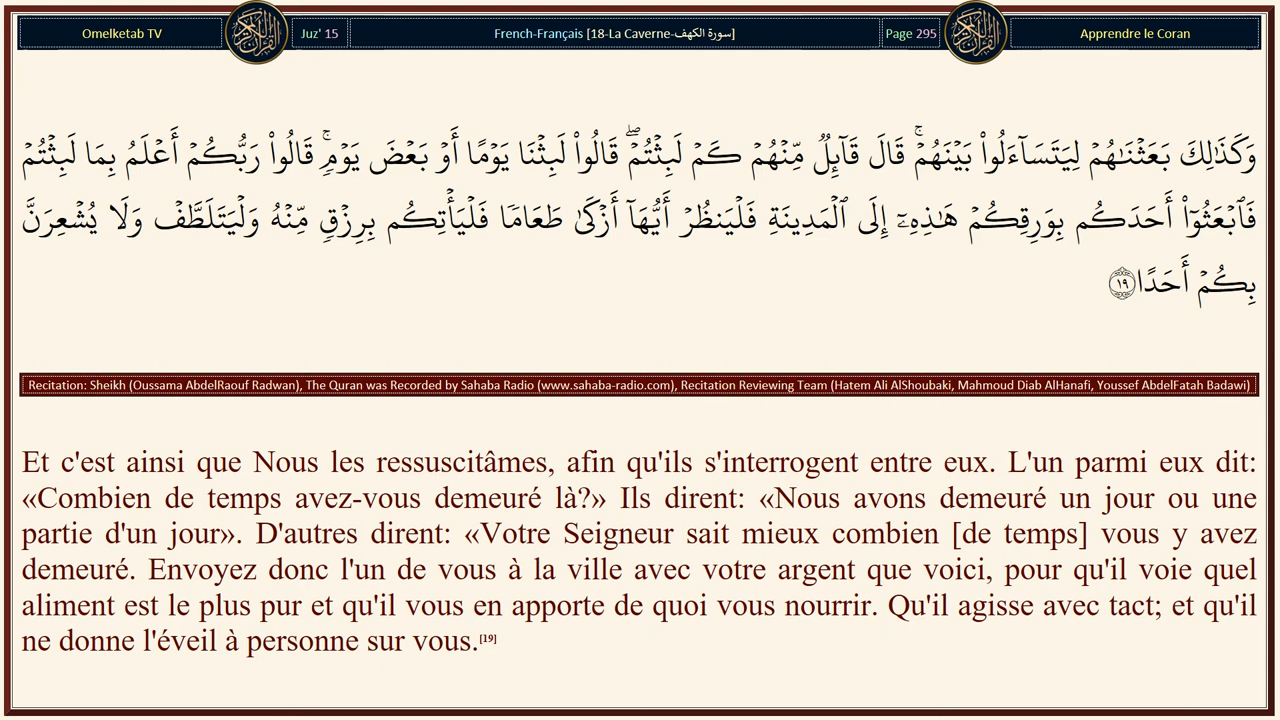 Omelketab TV
Juz' 15
French-Français [18-La Caverne-سورة الكهف]
Page 295
Apprendre le Coran
وَكَذَٰلِكَ بَعَثْنَٰهُمْ لِيَتَسَآءَلُوا۟ بَيْنَهُمْ ۚ قَالَ قَآئِلٌ مِّنْهُمْ كَمْ لَبِثْتُمْ ۖ قَالُوا۟ لَبِثْنَا يَوْمًا أَوْ بَعْضَ يَوْمٍ ۚ قَالُوا۟ رَبُّكُمْ أَعْلَمُ بِمَا لَبِثْتُمْ
فَٱبْعَثُوٓا۟ أَحَدَكُم بِوَرِقِكُمْ هَٰذِهِۦٓ إِلَى ٱلْمَدِينَةِ فَلْيَنظُرْ أَيُّهَآ أَزْكَىٰ طَعَامًا فَلْيَأْتِكُم بِرِزْقٍ مِّنْهُ وَلْيَتَلَطَّفْ وَلَا يُشْعِرَنَّ
بِكُمْ أَحَدًا ١٩
Recitation: Sheikh (Oussama AbdelRaouf Radwan), The Quran was Recorded by Sahaba Radio (www.sahaba-radio.com), Recitation Reviewing Team (Hatem Ali AlShoubaki, Mahmoud Diab AlHanafi, Youssef AbdelFatah Badawi)
Et c'est ainsi que Nous les ressuscitâmes, afin qu'ils s'interrogent entre eux. L'un parmi eux dit:
«Combien de temps avez-vous demeuré là?» Ils dirent: «Nous avons demeuré un jour ou une
partie d'un jour». D'autres dirent: «Votre Seigneur sait mieux combien [de temps] vous y avez
demeuré. Envoyez donc l'un de vous à la ville avec votre argent que voici, pour qu'il voie quel
aliment est le plus pur et qu'il vous en apporte de quoi vous nourrir. Qu'il agisse avec tact; et qu'il
ne donne l'éveil à personne sur vous.[19]